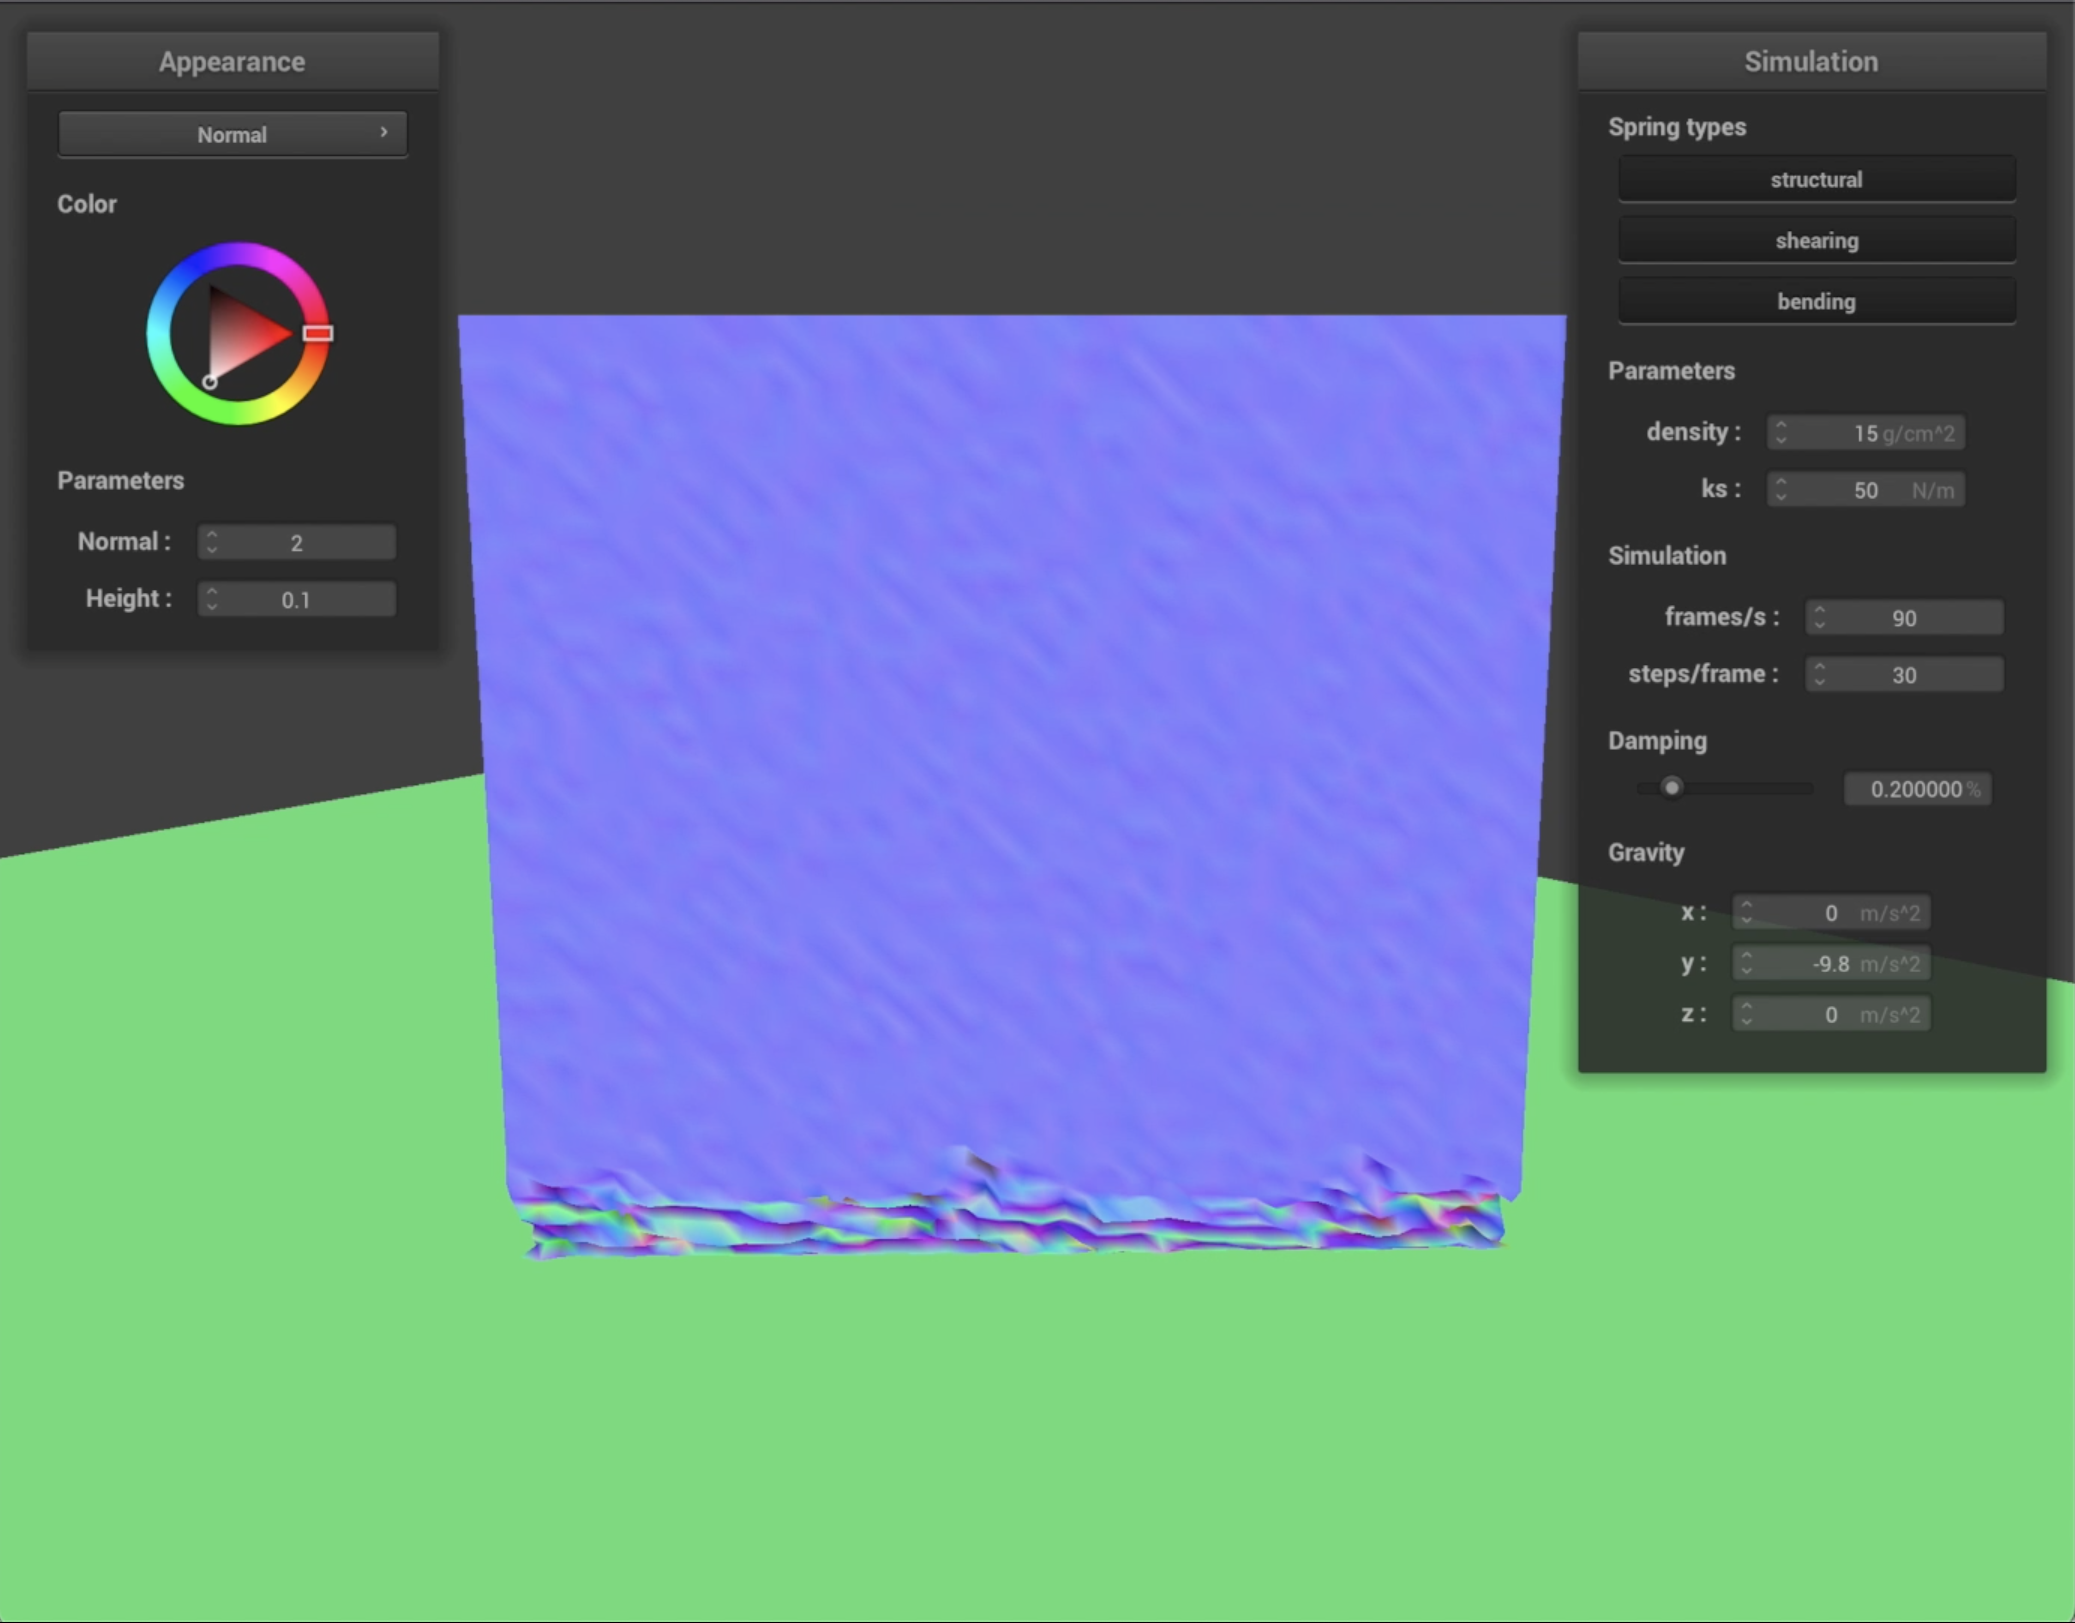 Appearance
Normal
Color
Parameters
Normal : 2
Height : 0.1
Simulation
Spring types
structural
shearing
bending
Parameters
density : 15 g/cm^2
ks : 50 N/m
Simulation
frames/s : 90
steps/frame : 30
Damping
0.200000 %
Gravity
x : 0 m/s^2
y : -9.8 m/s^2
z : 0 m/s^2